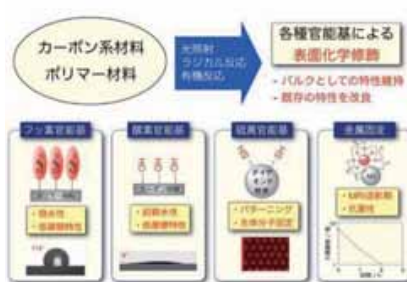 カーボン系材料
ポリマー材料
光照射
ラジカル反応
有機反応
各種官能基による
表面化学修飾
・バルクとしての特性維持
・既存の特性を改良
フッ素官能基
・撥水性
・低摩擦特性
酸素官能基
・超親水性
・低摩擦特性
硫黄官能基
・パターニング
・生体分子固定
金属固定
・MRI造影剤
・抗菌性